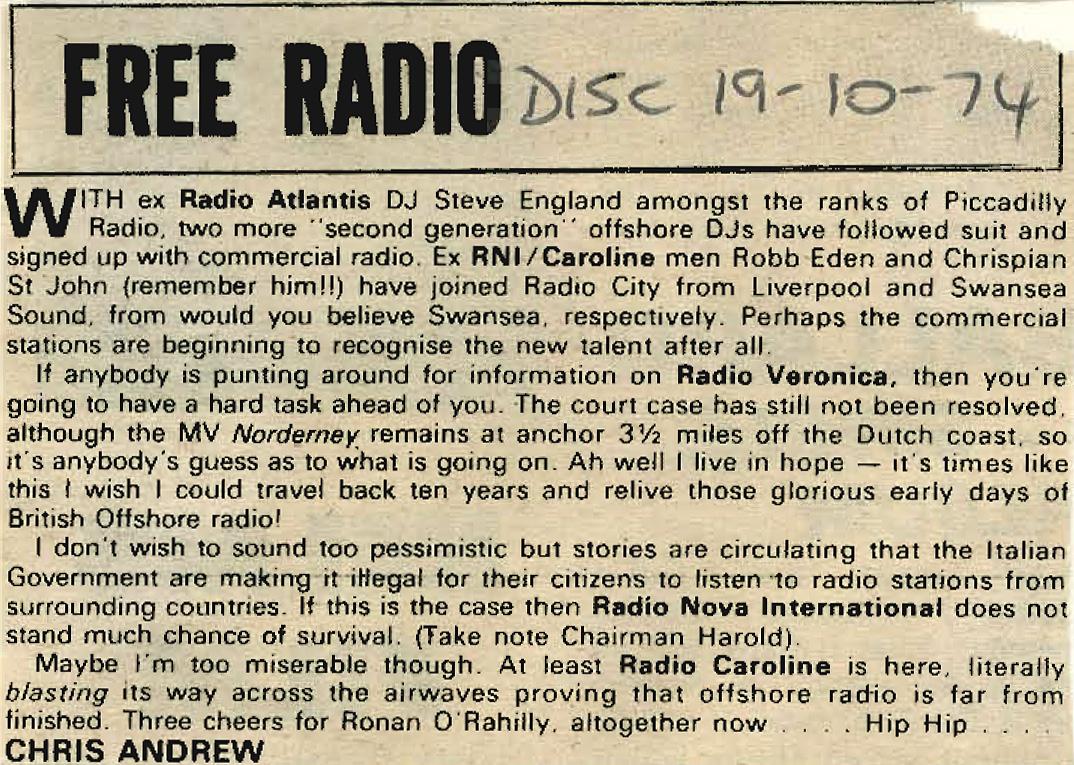 FREE RADIO DISC 19-10-74
WITH ex Radio Atlantis DJ Steve England amongst the ranks of Piccadilly
Radio, two more "second generation" offshore DJs have followed suit and
signed up with commercial radio. Ex RNI/Caroline men Robb Eden and Chrispian
St John (remember him!!) have joined Radio City from Liverpool and Swansea
Sound, from would you believe Swansea, respectively. Perhaps the commercial
stations are beginning to recognise the new talent after all.
If anybody is punting around for information on Radio Veronica, then you're
going to have a hard task ahead of you. The court case has still not been resolved,
although the MV Norderney remains at anchor 3½ miles off the Dutch coast, so
it's anybody's guess as to what is going on. Ah well I live in hope — it's times like
this I wish I could travel back ten years and relive those glorious early days of
British Offshore radio!
I don't wish to sound too pessimistic but stories are circulating that the Italian
Government are making it illegal for their citizens to listen to radio stations from
surrounding countries. If this is the case then Radio Nova International does not
stand much chance of survival. (Take note Chairman Harold).
Maybe I'm too miserable though. At least Radio Caroline is here, literally
blasting its way across the airwaves proving that offshore radio is far from
finished. Three cheers for Ronan O'Rahilly, altogether now . . . . Hip Hip . . . .
CHRIS ANDREW